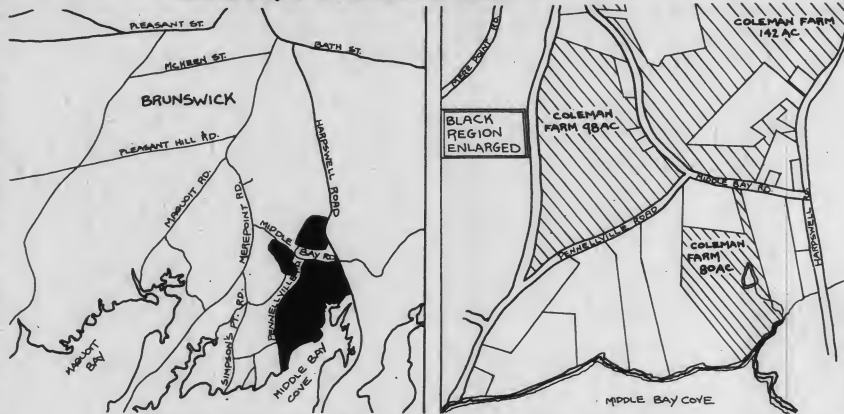 PLEASANT ST.
BATH ST.
MCKEEN ST.
BRUNSWICK
PLEASANT HILL RD.
HARPSWELL ROAD
MAQUOIT RD.
MEREPOINT RD.
MIDDLE
BAY RD.
PENNELLVILLE RD.
SIMPSON'S PT. RD.
MAQUOIT
BAY
MIDDLE BAY
COVE
MERE POINT RD.
COLEMAN FARM
142 AC
BLACK
REGION
ENLARGED
COLEMAN
FARM 98AC
MIDDLE BAY RD.
PENNELLVILLE ROAD
HARPSWELL RD.
COLEMAN
FARM
80AC
MIDDLE BAY COVE